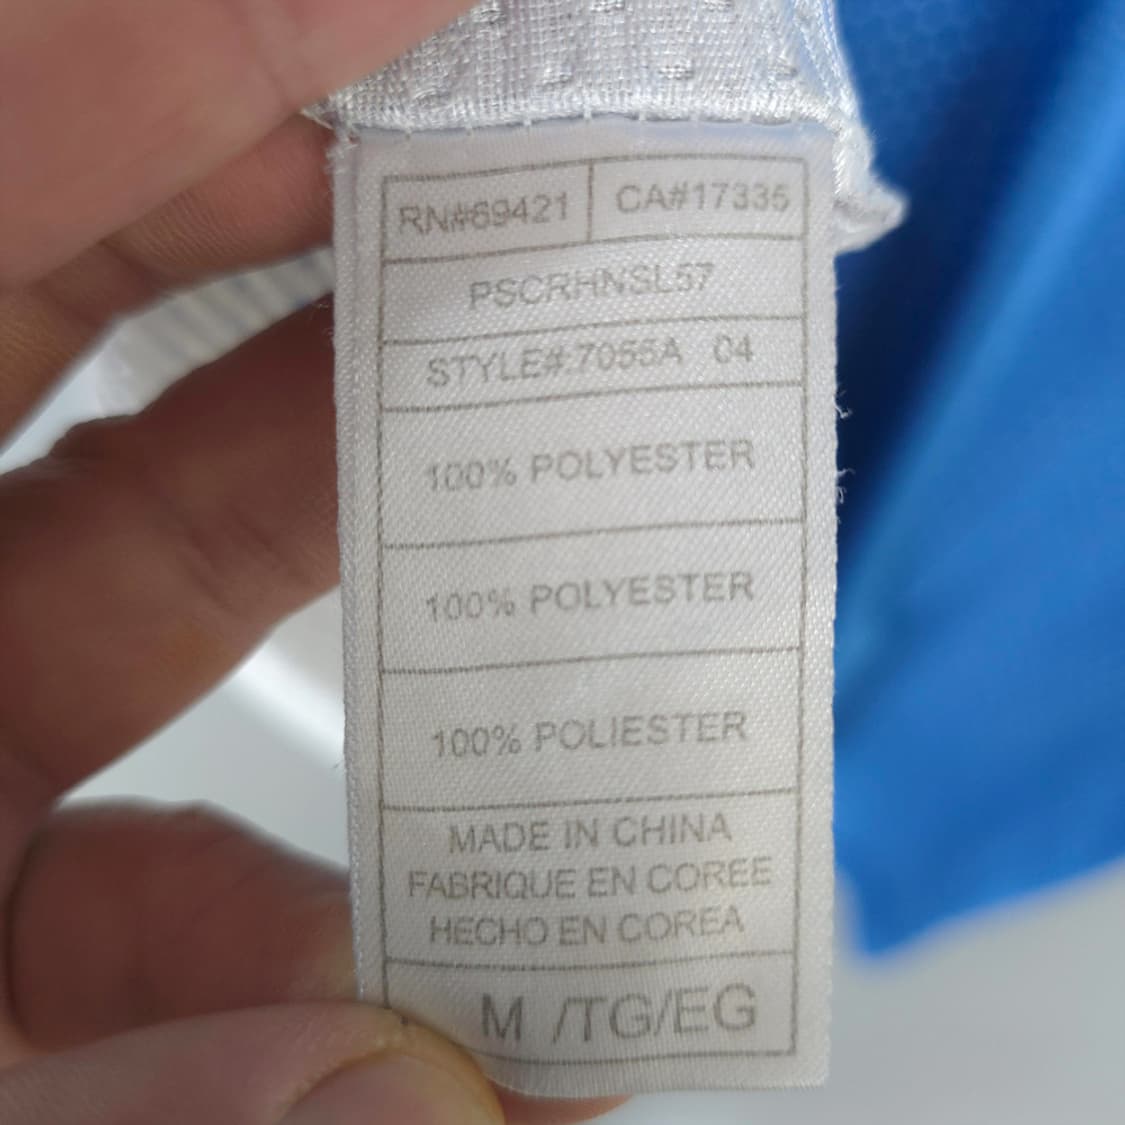 RN#69421 CA#17335
PSCRHNSL57
STYLE#:7055A 04
100% POLYESTER
100% POLYESTER
100% POLIESTER
MADE IN CHINA
FABRIQUE EN COREE
HECHO EN COREA
M /TG/EG